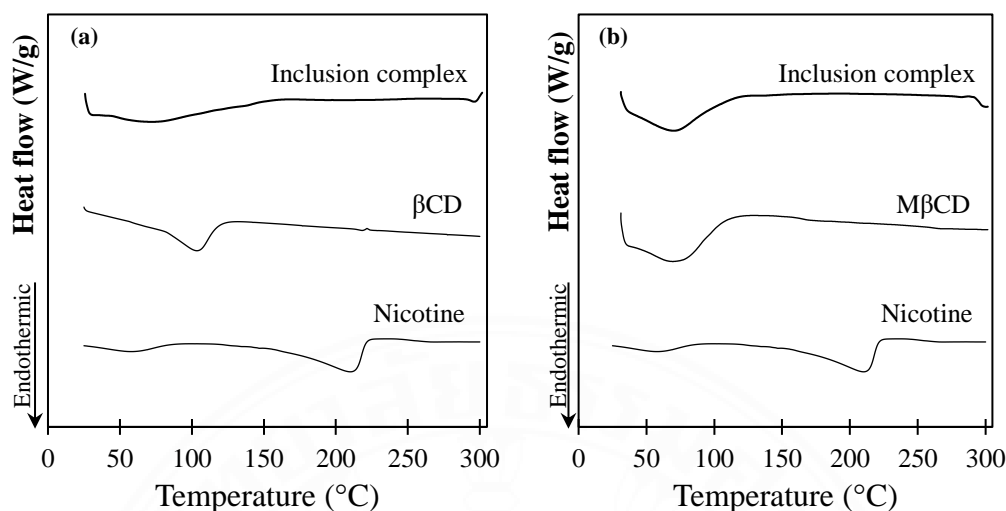 (a)
Inclusion complex
βCD
Nicotine
Heat flow (W/g)
Endothermic
0 50 100 150 200 250 300
Temperature (°C)
(b)
Inclusion complex
MβCD
Nicotine
Heat flow (W/g)
Endothermic
0 50 100 150 200 250 300
Temperature (°C)